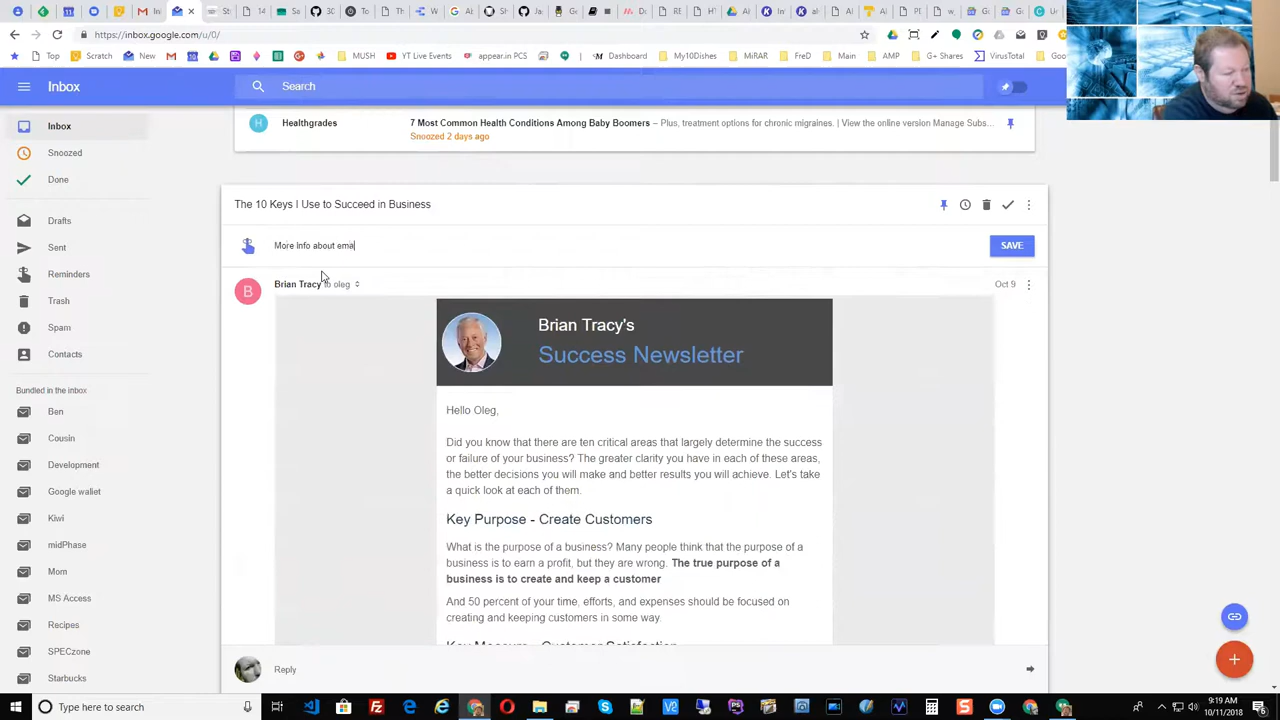 https://inbox.google.com/u/0/
Top
Scratch
New
MUSH
YT Live Events
appear.in PCS
Dashboard
My10Dishes
MiRAR
FreD
Main
AMP
G+ Shares
VirusTotal
Inbox
Search
Inbox
Snoozed
Done
Drafts
Sent
Reminders
Trash
Spam
Contacts
Bundled in the inbox
Ben
Cousin
Development
Google wallet
Kiwi
midPhase
Mom
MS Access
Recipes
SPECzone
Starbucks
H Healthgrades 7 Most Common Health Conditions Among Baby Boomers – Plus, treatment options for chronic migraines. | View the online version Manage Subs...
Snoozed 2 days ago
The 10 Keys I Use to Succeed in Business
More info about ema
SAVE
B Brian Tracy to oleg Oct 9
Brian Tracy's
Success Newsletter
Hello Oleg,
Did you know that there are ten critical areas that largely determine the success
or failure of your business? The greater clarity you have in each of these areas,
the better decisions you will make and better results you will achieve. Let's take
a quick look at each of them.
Key Purpose - Create Customers
What is the purpose of a business? Many people think that the purpose of a
business is to earn a profit, but they are wrong. The true purpose of a
business is to create and keep a customer
And 50 percent of your time, efforts, and expenses should be focused on
creating and keeping customers in some way.
Key Measure - Customer Satisfaction
Reply
Type here to search
9:19 AM
10/11/2018